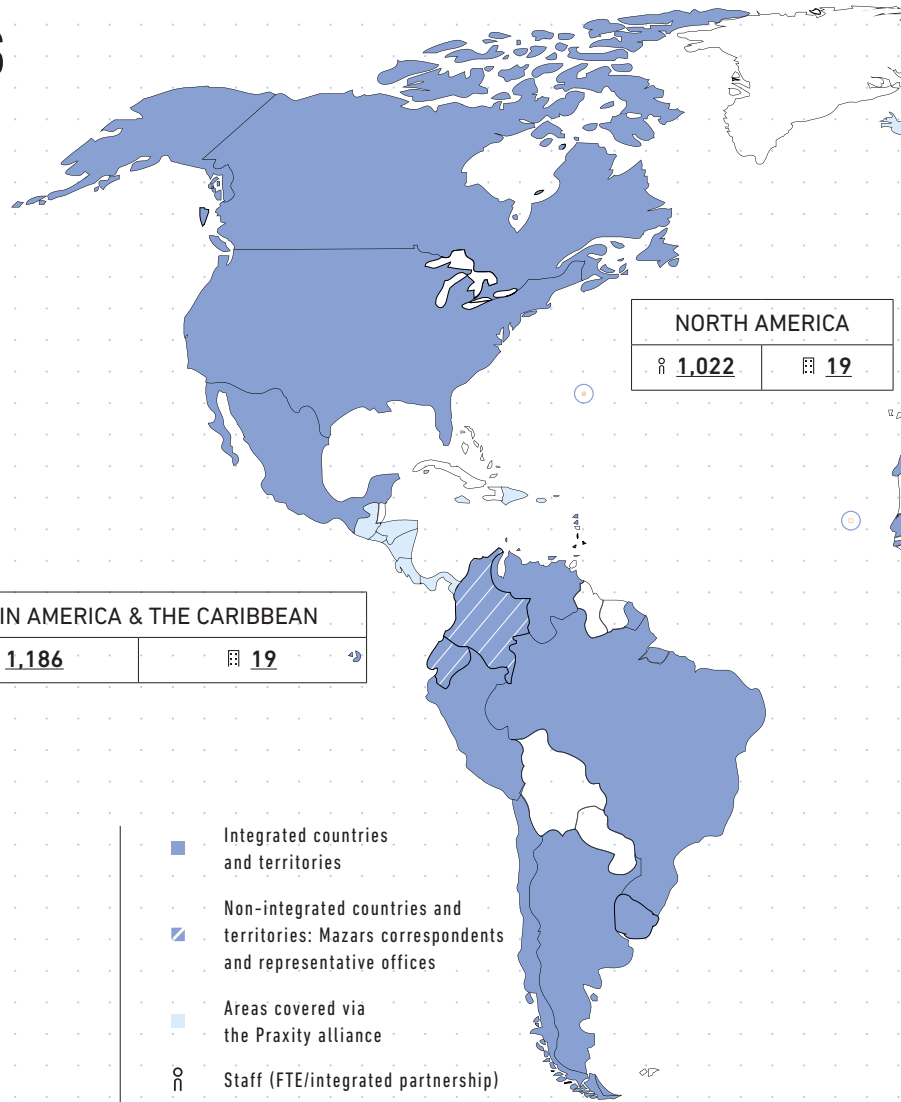 S
NORTH AMERICA
1,022 19
IN AMERICA & THE CARIBBEAN
1,186 19
Integrated countries
and territories
Non-integrated countries and
territories: Mazars correspondents
and representative offices
Areas covered via
the Praxity alliance
Staff (FTE/integrated partnership)